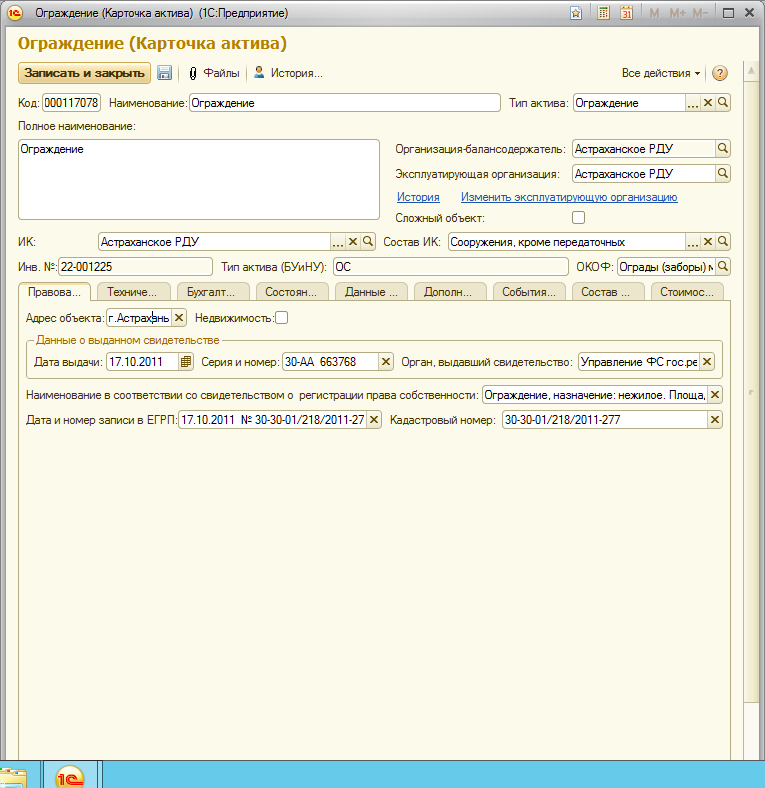 Ограждение (Карточка актива) (1С:Предприятие)
31 M M+ M-
Ограждение (Карточка актива)
Записать и закрыть Файлы История... Все действия ?
Код: 000117078 Наименование: Ограждение Тип актива: Ограждение ...
Полное наименование:
Ограждение
Организация-балансодержатель: Астраханское РДУ
Эксплуатирующая организация: Астраханское РДУ
История Изменить эксплуатирующую организацию
Сложный объект:
ИК: Астраханское РДУ ... Состав ИК: Сооружения, кроме передаточных ...
Инв. №: 22-001225 Тип актива (БУиНУ): ОС ОКОФ: Ограды (заборы) м
Правова... Техниче... Бухгалт... Состоян... Данные ... Дополн... События... Состав ... Стоимос...
Адрес объекта: г.Астрахань Недвижимость:
Данные о выданном свидетельстве
Дата выдачи: 17.10.2011 Серия и номер: 30-АА 663768 Орган, выдавший свидетельство: Управление ФС гос.ре
Наименование в соответствии со свидетельством о регистрации права собственности: Ограждение, назначение: нежилое. Площа,
Дата и номер записи в ЕГРП: 17.10.2011 № 30-30-01/218/2011-27 Кадастровый номер: 30-30-01/218/2011-277
1С